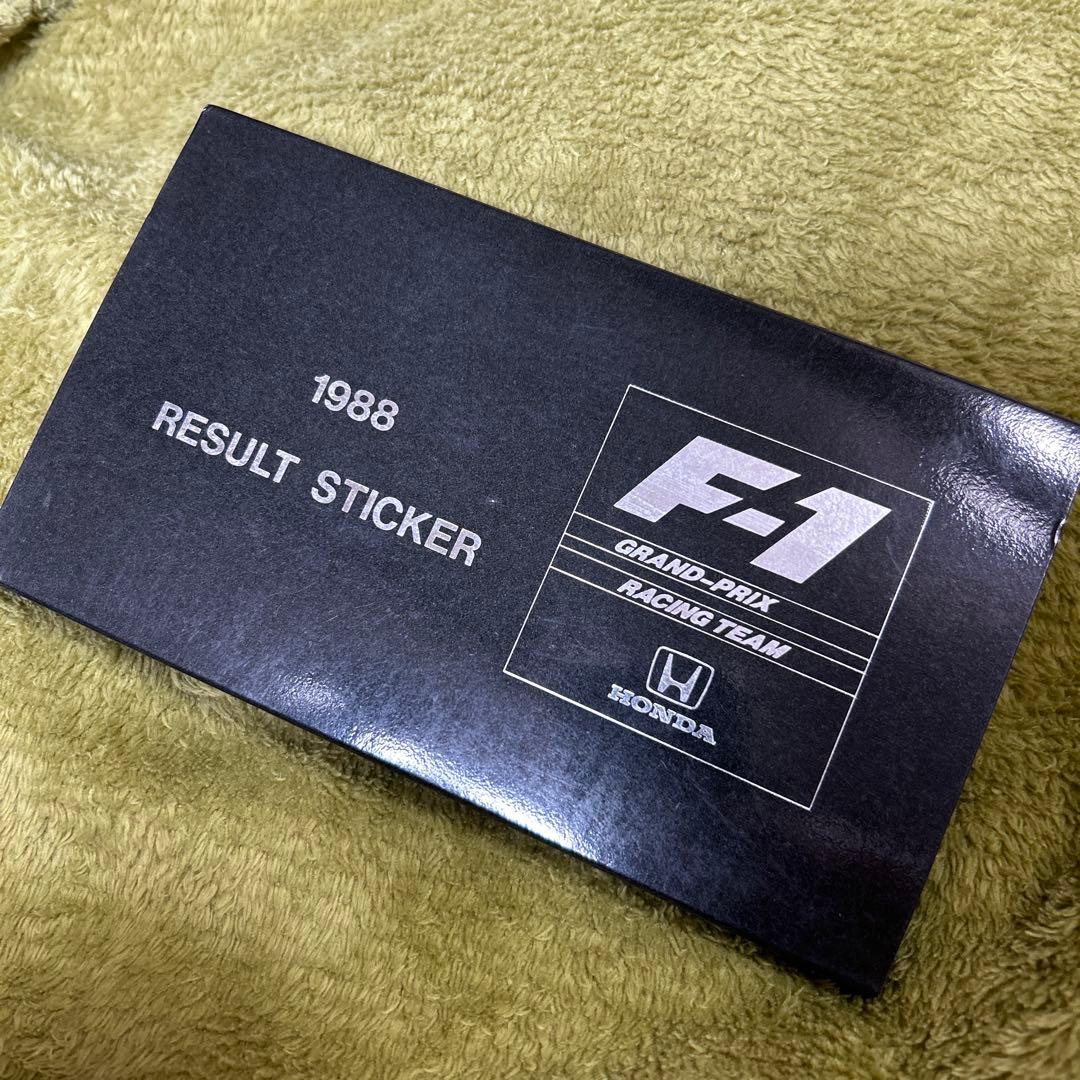 1988
RESULT STICKER
F-1
GRAND-PRIX
RACING TEAM
HONDA